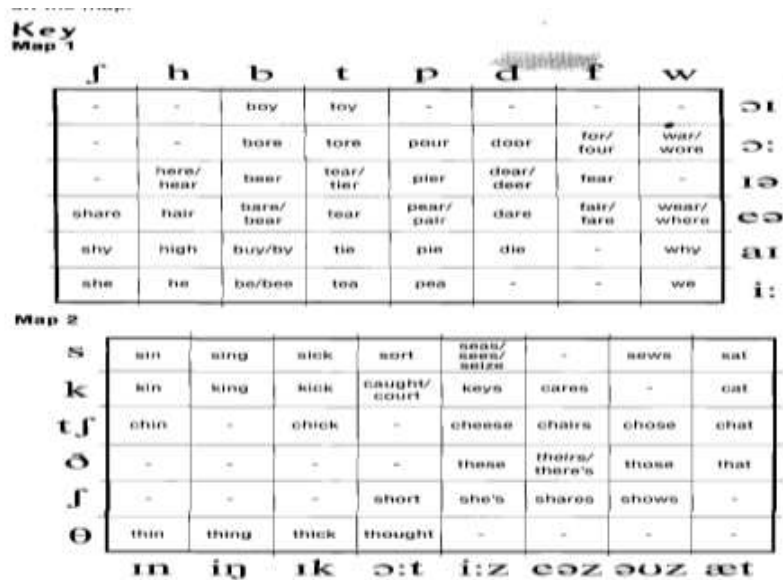 Key
Map 1
ʃ h b t p d f w
- - boy toy - - - - ɔɪ
- - bore tore pour door for/four war/wore ɔ:
- here/hear beer tear/tier pier dear/deer fear - ɪə
share hair bare/bear tear pear/pair dare fair/fare wear/where eə
shy high buy/by tie pie die - why aɪ
she he be/bee tea pea - - we i:
Map 2
s sin sing sick sort seas/sees/seize - sews sat
k kin king kick caught/court keys cares - cat
tʃ chin - chick - cheese chairs chose chat
ð - - - - these theirs/there's those that
ʃ - - - short she's shares shows -
θ thin thing thick thought - - - -
ɪn iŋ ɪk ɔ:t i:z eəz əʊz æt